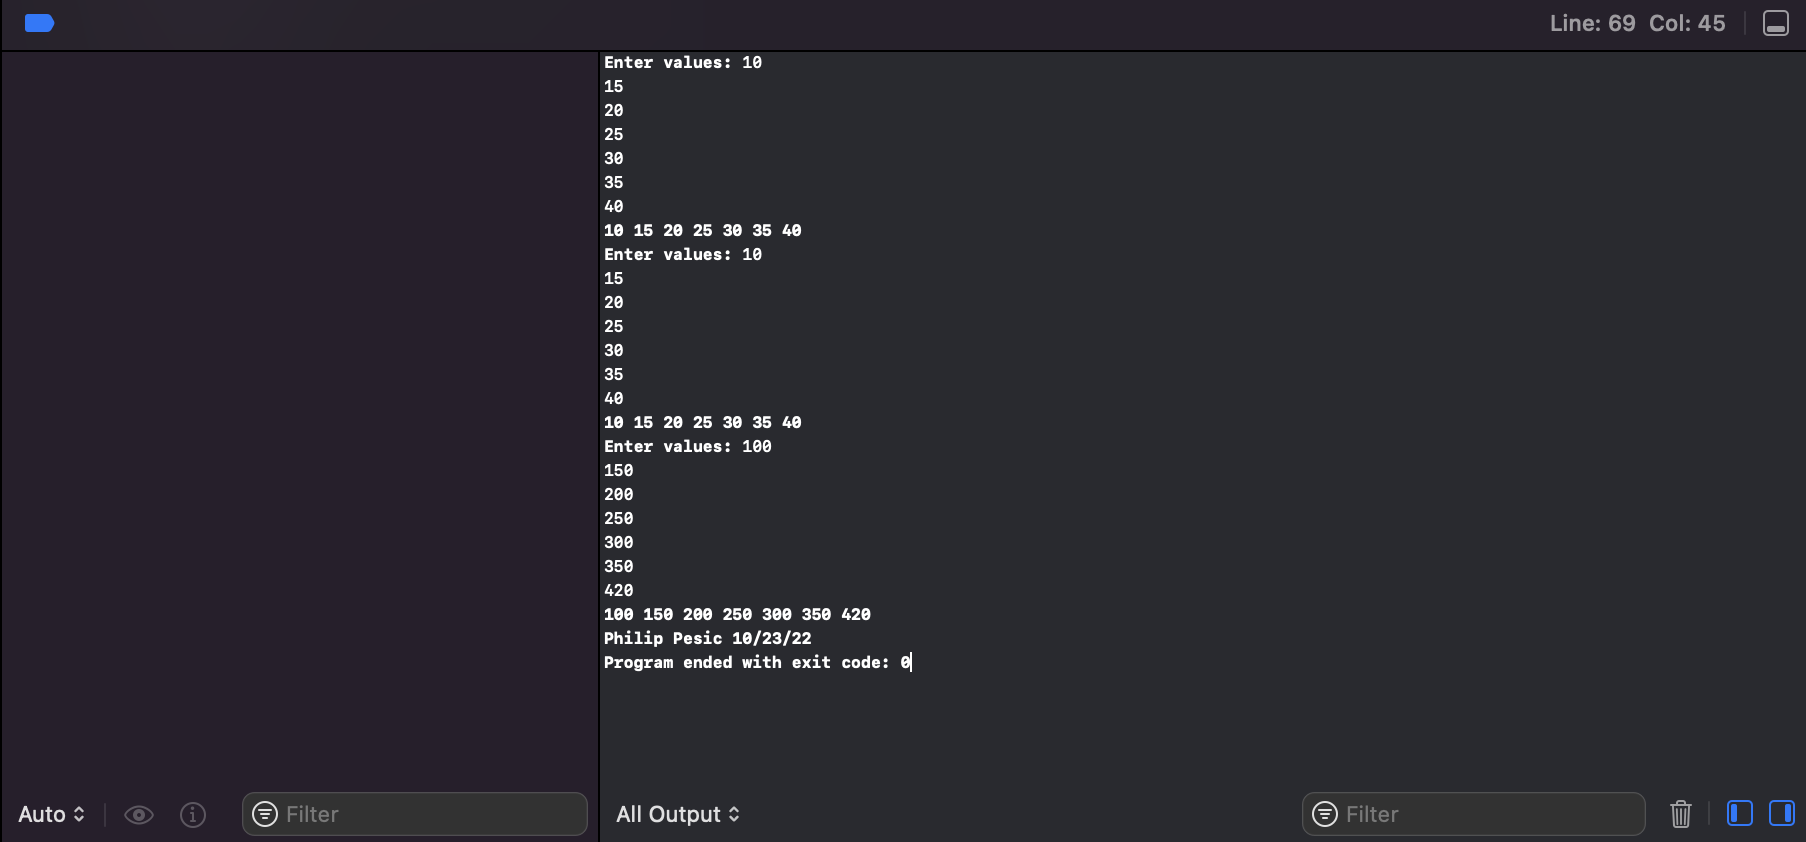 Line: 69 Col: 45
Enter values: 10
15
20
25
30
35
40
10 15 20 25 30 35 40
Enter values: 10
15
20
25
30
35
40
10 15 20 25 30 35 40
Enter values: 100
150
200
250
300
350
420
100 150 200 250 300 350 420
Philip Pesic 10/23/22
Program ended with exit code: 0
Auto Filter All Output Filter